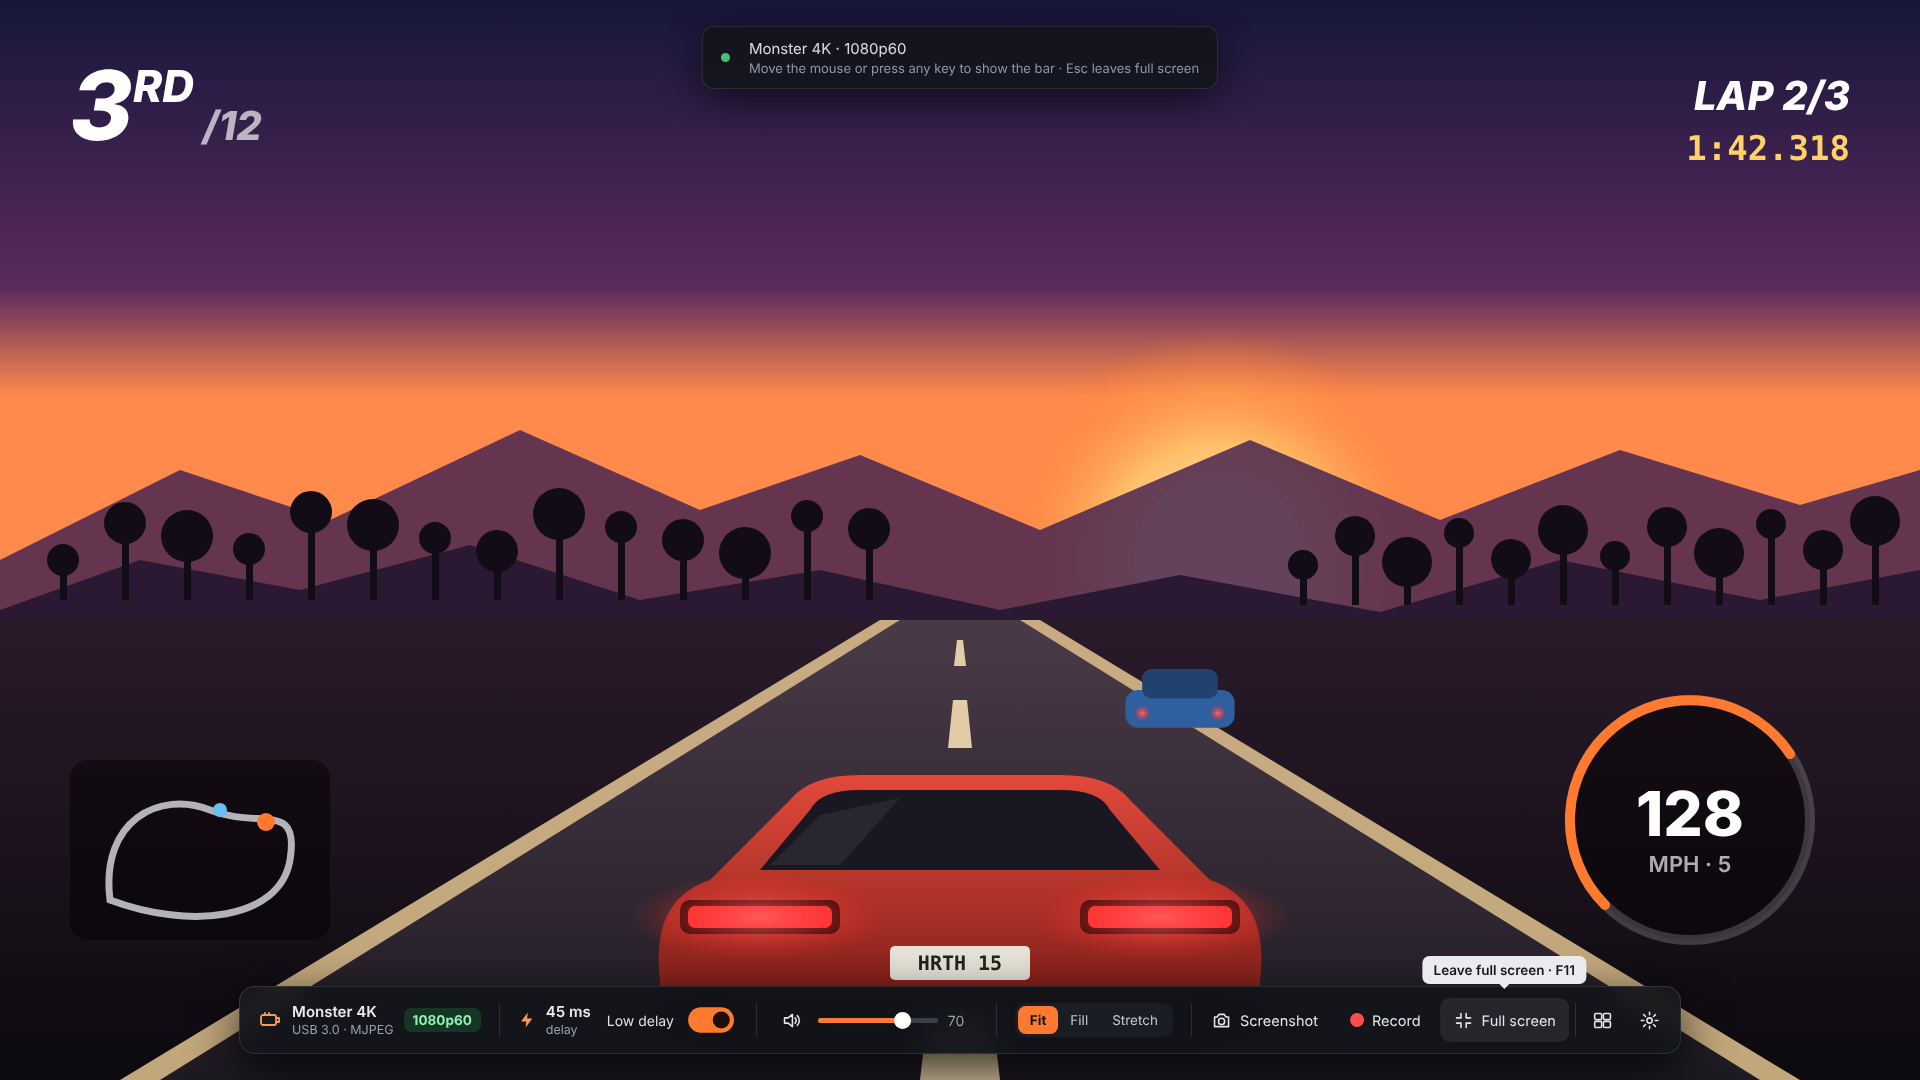 Monster 4K · 1080p60
Move the mouse or press any key to show the bar · Esc leaves full screen
3RD /12
LAP 2/3
1:42.318
128
MPH · 5
HRTH 15
Leave full screen · F11
Monster 4K
USB 3.0 · MJPEG
1080p60
45 ms
delay
Low delay
70
Fit Fill Stretch
Screenshot
Record
Full screen